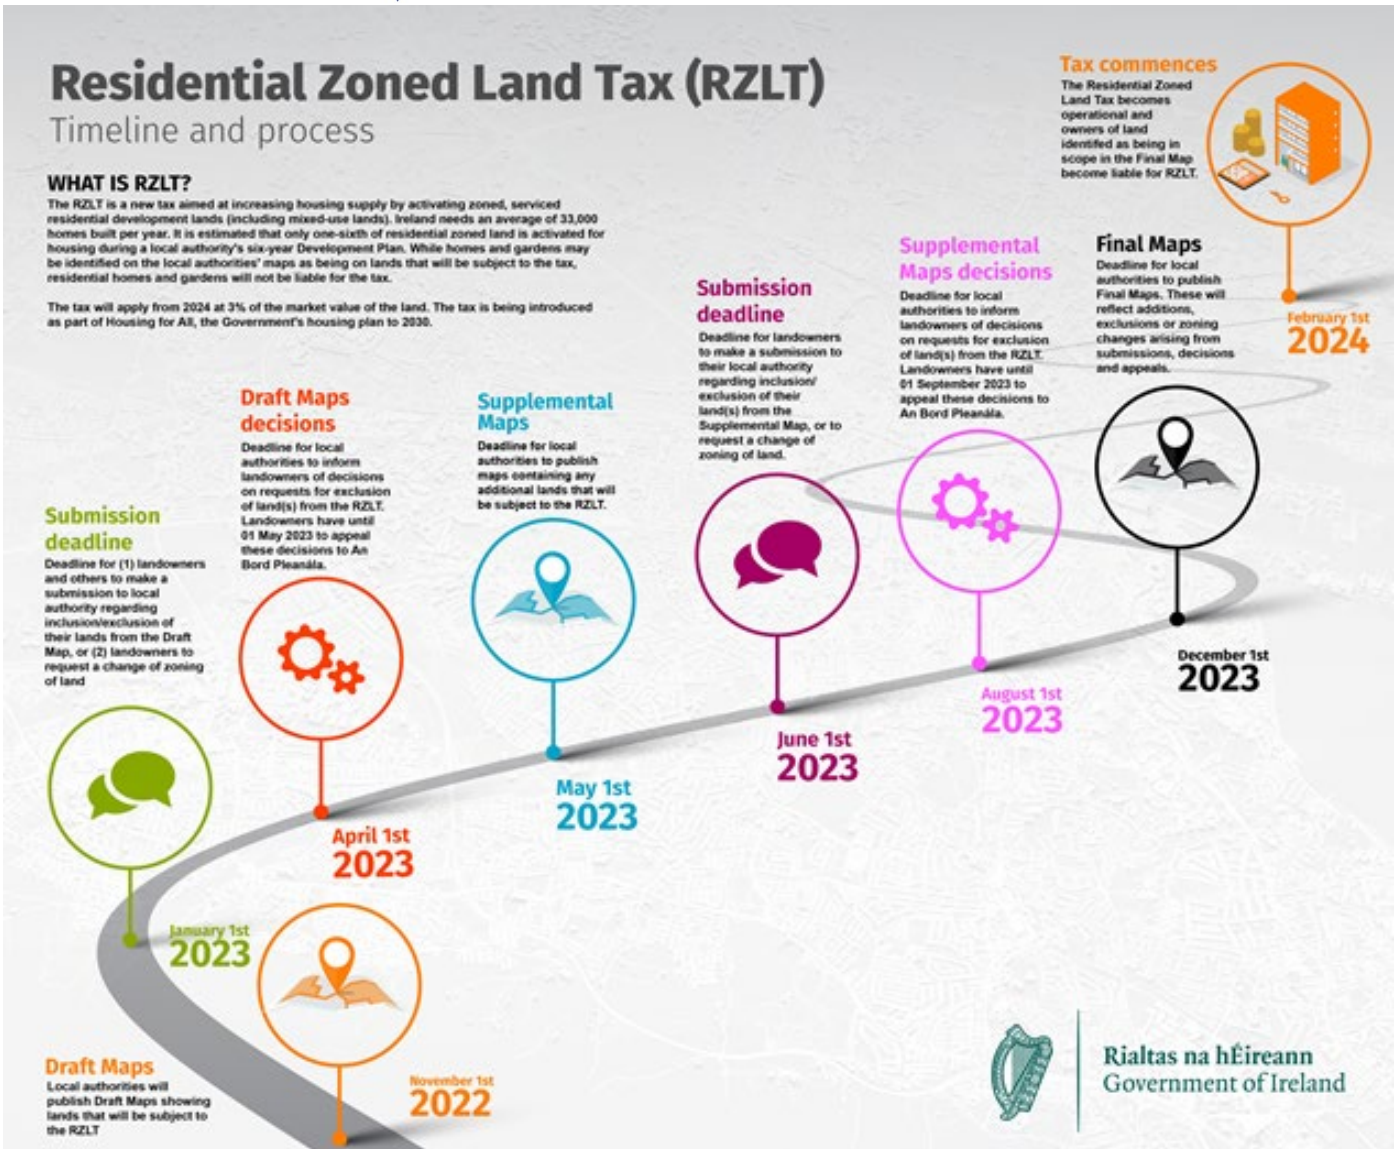 Residential Zoned Land Tax (RZLT)
Timeline and process
WHAT IS RZLT?
The RZLT is a new tax aimed at increasing housing supply by activating zoned, serviced
residential development lands (including mixed-use lands). Ireland needs an average of 33,000
homes built per year. It is estimated that only one-sixth of residential zoned land is activated for
housing during a local authority's six-year Development Plan. While homes and gardens may
be identified on the local authorities' maps as being on lands that will be subject to the tax,
residential homes and gardens will not be liable for the tax.
The tax will apply from 2024 at 3% of the market value of the land. The tax is being introduced
as part of Housing for All, the Government's housing plan to 2030.
Draft Maps
Local authorities will
publish Draft Maps showing
lands that will be subject to
the RZLT
November 1st
2022
Submission
deadline
Deadline for (1) landowners
and others to make a
submission to local
authority regarding
inclusion/exclusion of
their lands from the Draft
Map, or (2) landowners to
request a change of zoning
of land
January 1st
2023
Draft Maps
decisions
Deadline for local
authorities to inform
landowners of decisions
on requests for exclusion
of land(s) from the RZLT.
Landowners have until
01 May 2023 to appeal
these decisions to An
Bord Pleanála.
April 1st
2023
Supplemental
Maps
Deadline for local
authorities to publish
maps containing any
additional lands that will
be subject to the RZLT.
May 1st
2023
Submission
deadline
Deadline for landowners
to make a submission to
their local authority
regarding inclusion/
exclusion of their
land(s) from the
Supplemental Map, or to
request a change of
zoning of land.
June 1st
2023
Supplemental
Maps decisions
Deadline for local
authorities to inform
landowners of decisions
on requests for exclusion
of land(s) from the RZLT.
Landowners have until
01 September 2023 to
appeal these decisions to
An Bord Pleanála.
August 1st
2023
Final Maps
Deadline for local
authorities to publish
Final Maps. These will
reflect additions,
exclusions or zoning
changes arising from
submissions, decisions
and appeals.
December 1st
2023
Tax commences
The Residential Zoned
Land Tax becomes
operational and
owners of land
identifed as being in
scope in the Final Map
become liable for RZLT.
February 1st
2024
Rialtas na hÉireann
Government of Ireland